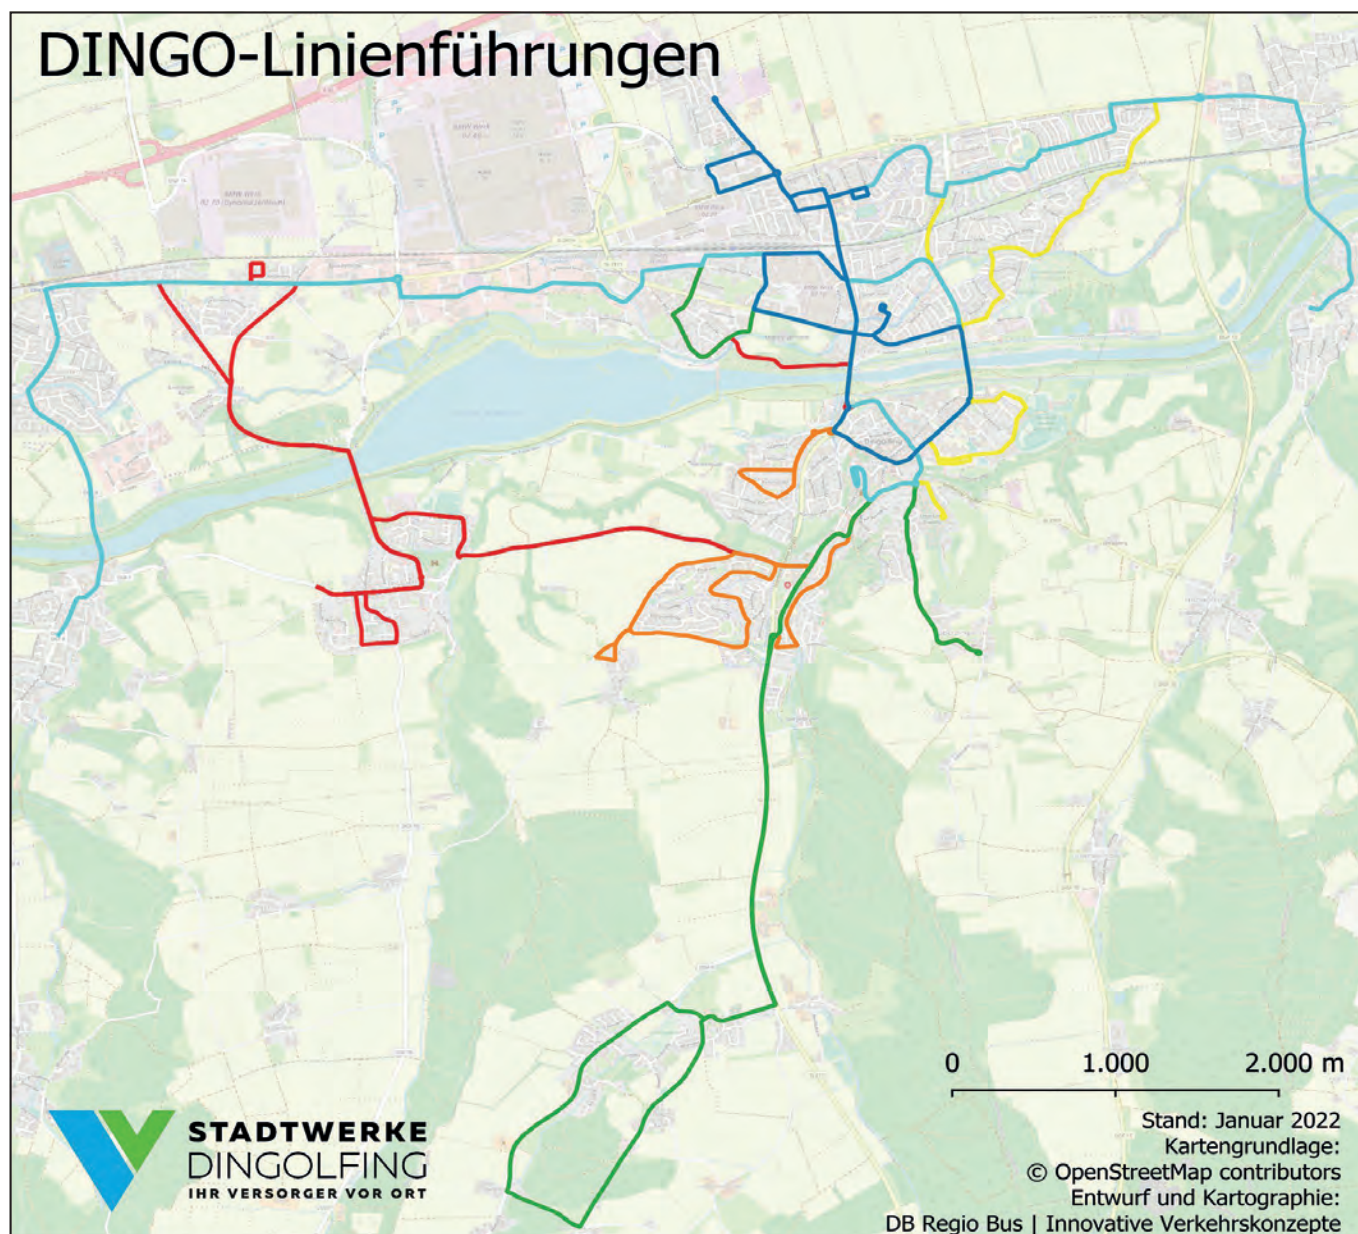 DINGO-Linienführungen
0 1.000 2.000 m
Stand: Januar 2022
Kartengrundlage:
© OpenStreetMap contributors
Entwurf und Kartographie:
DB Regio Bus | Innovative Verkehrskonzepte
STADTWERKE
DINGOLFING
IHR VERSORGER VOR ORT